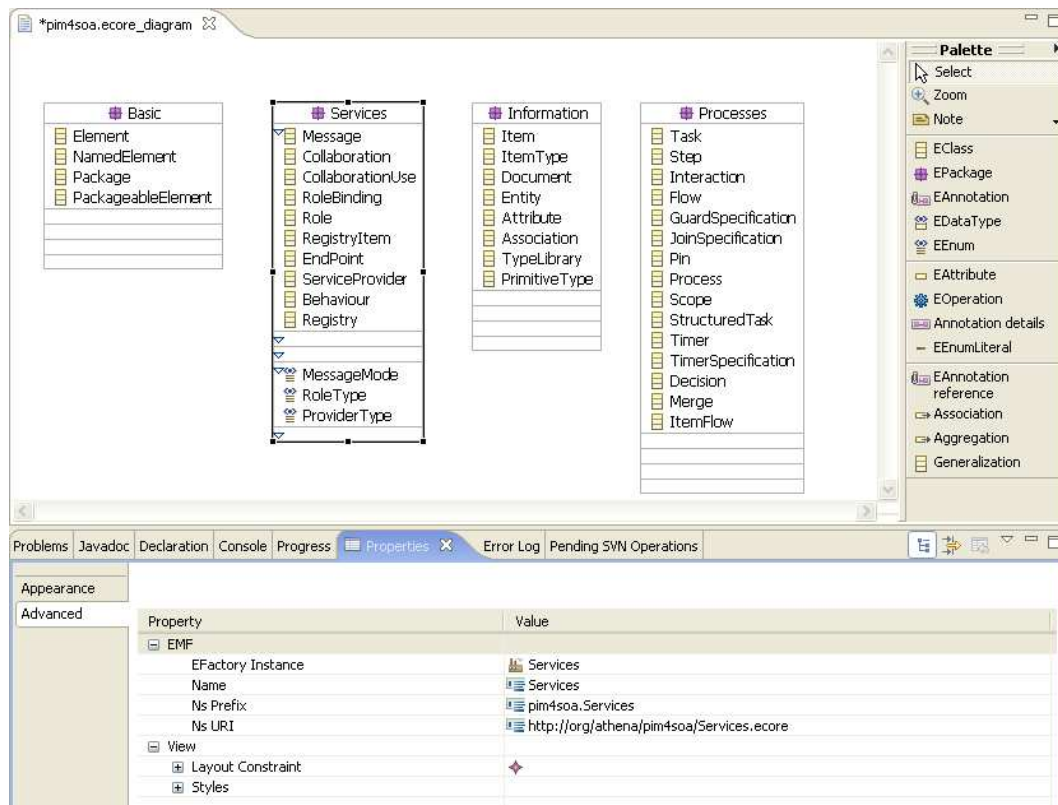 *pim4soa.ecore_diagram
Basic
Element
NamedElement
Package
PackageableElement
Services
Message
Collaboration
CollaborationUse
RoleBinding
Role
RegistryItem
EndPoint
ServiceProvider
Behaviour
Registry
MessageMode
RoleType
ProviderType
Information
Item
ItemType
Document
Entity
Attribute
Association
TypeLibrary
PrimitiveType
Processes
Task
Step
Interaction
Flow
GuardSpecification
JoinSpecification
Pin
Process
Scope
StructuredTask
Timer
TimerSpecification
Decision
Merge
ItemFlow
Palette
Select
Zoom
Note
EClass
EPackage
EAnnotation
EDataType
EEnum
EAttribute
EOperation
Annotation details
EEnumLiteral
EAnnotation
reference
Association
Aggregation
Generalization
Problems Javadoc Declaration Console Progress Properties Error Log Pending SVN Operations
Appearance
Advanced
Property Value
EMF
EFactory Instance Services
Name Services
Ns Prefix pim4soa.Services
Ns URI http://org/athena/pim4soa/Services.ecore
View
Layout Constraint
Styles